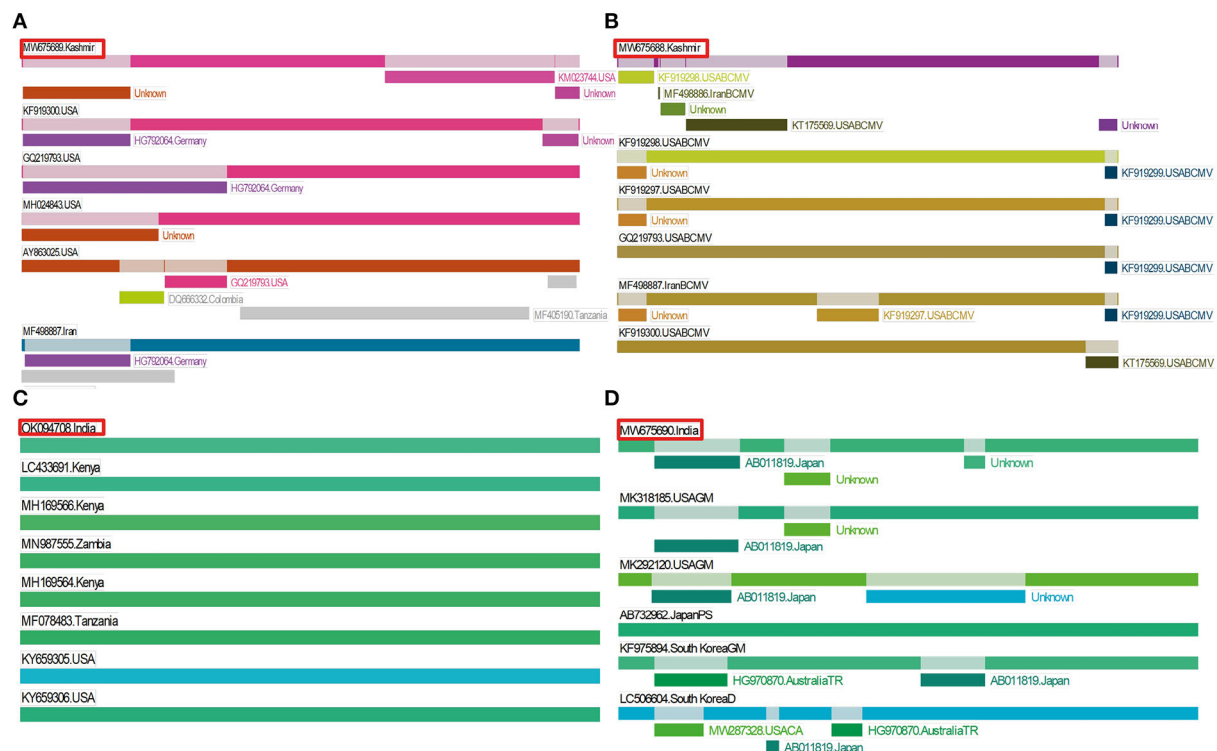 A
MW675689.Kashmir
KM023744.USA
Unknown
Unknown
KF919300.USA
HG792064.Germany
Unknown
GQ219793.USA
HG792064.Germany
MH024843.USA
Unknown
AY863025.USA
GQ219793.USA
DQ666332.Colombia
MF405190.Tanzania
MF498887.Iran
HG792064.Germany
B
MW675688.Kashmir
KF919298.USABCMV
MF498886.IranBCMV
Unknown
KT175569.USABCMV
Unknown
KF919298.USABCMV
Unknown
KF919299.USABCMV
KF919297.USABCMV
Unknown
KF919299.USABCMV
GQ219793.USABCMV
KF919299.USABCMV
MF498887.IranBCMV
Unknown
KF919297.USABCMV
KF919299.USABCMV
KF919300.USABCMV
KT175569.USABCMV
C
OK094708.India
LC433691.Kenya
MH169566.Kenya
MN987555.Zambia
MH169564.Kenya
MF078483.Tanzania
KY659305.USA
KY659306.USA
D
MW675690.India
AB011819.Japan
Unknown
Unknown
MK318185.USAGM
Unknown
AB011819.Japan
MK292120.USAGM
AB011819.Japan
Unknown
AB732962.JapanPS
KF975894.South KoreaGM
HG970870.AustraliaTR
AB011819.Japan
LC506604.South KoreaD
MW287328.USACA
HG970870.AustraliaTR
AB011819.Japan